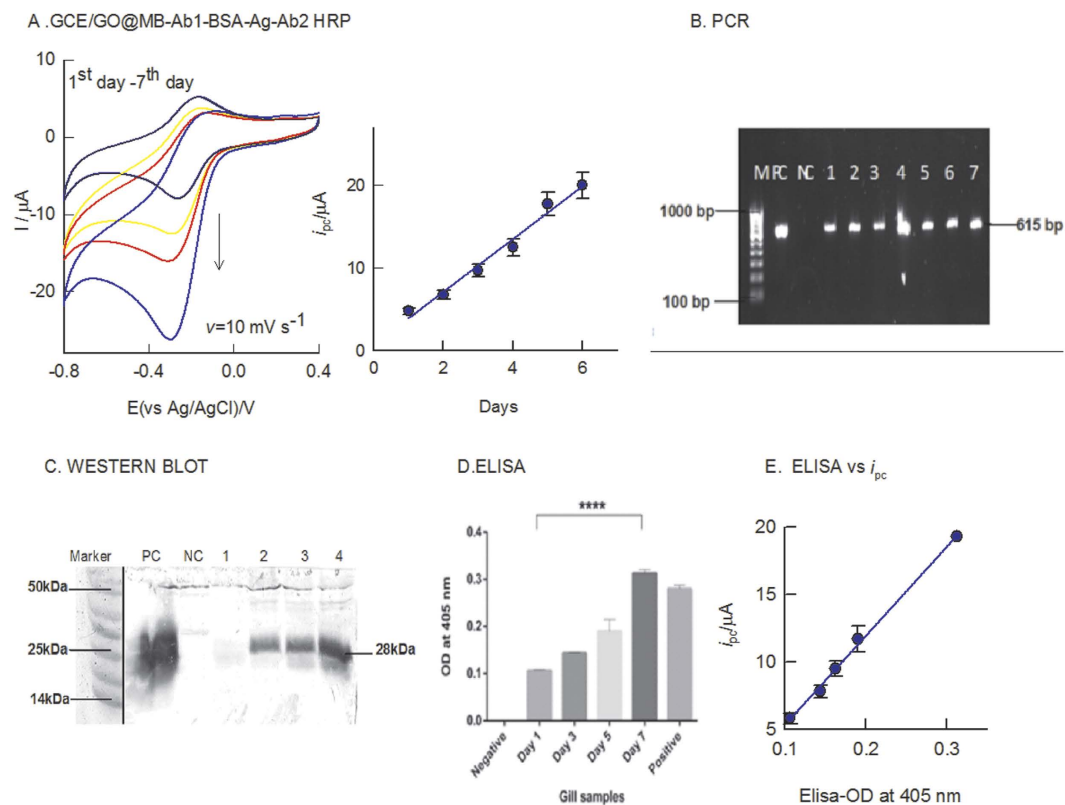 A .GCE/GO@MB-Ab1-BSA-Ag-Ab2 HRP
B. PCR
1st day -7th day
10
0
-10
-20
I / µA
v=10 mV s-1
-0.8 -0.4 0.0 0.4
E(vs Ag/AgCl)/V
20
10
0
ipc/µA
0 2 4 6
Days
M PC NC 1 2 3 4 5 6 7
1000 bp
615 bp
100 bp
C. WESTERN BLOT
Marker PC NC 1 2 3 4
50kDa
25kDa
28kDa
14kDa
D.ELISA
****
0.4
0.3
0.2
0.1
0.0
OD at 405 nm
Negative
Day 1
Day 3
Day 5
Day 7
Positive
Gill samples
E. ELISA vs ipc
20
15
10
5
ipc/µA
0.1 0.2 0.3
Elisa-OD at 405 nm